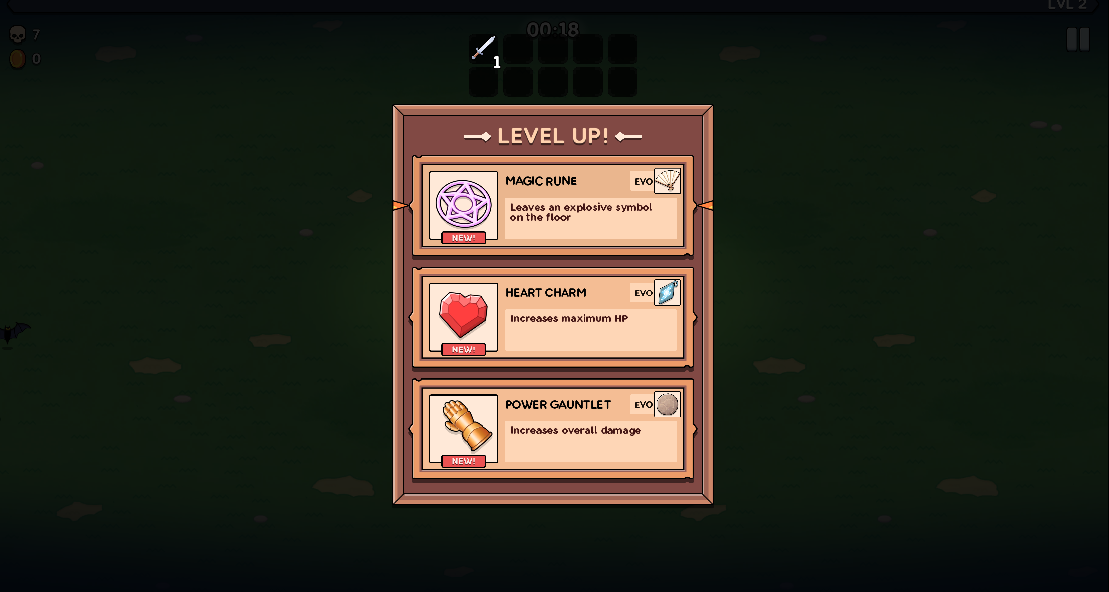 LVL 2
7
00:18
0
1
LEVEL UP!
MAGIC RUNE
EVO
Leaves an explosive symbol
on the floor
NEW!
HEART CHARM
EVO
Increases maximum HP
NEW!
POWER GAUNTLET
EVO
Increases overall damage
NEW!